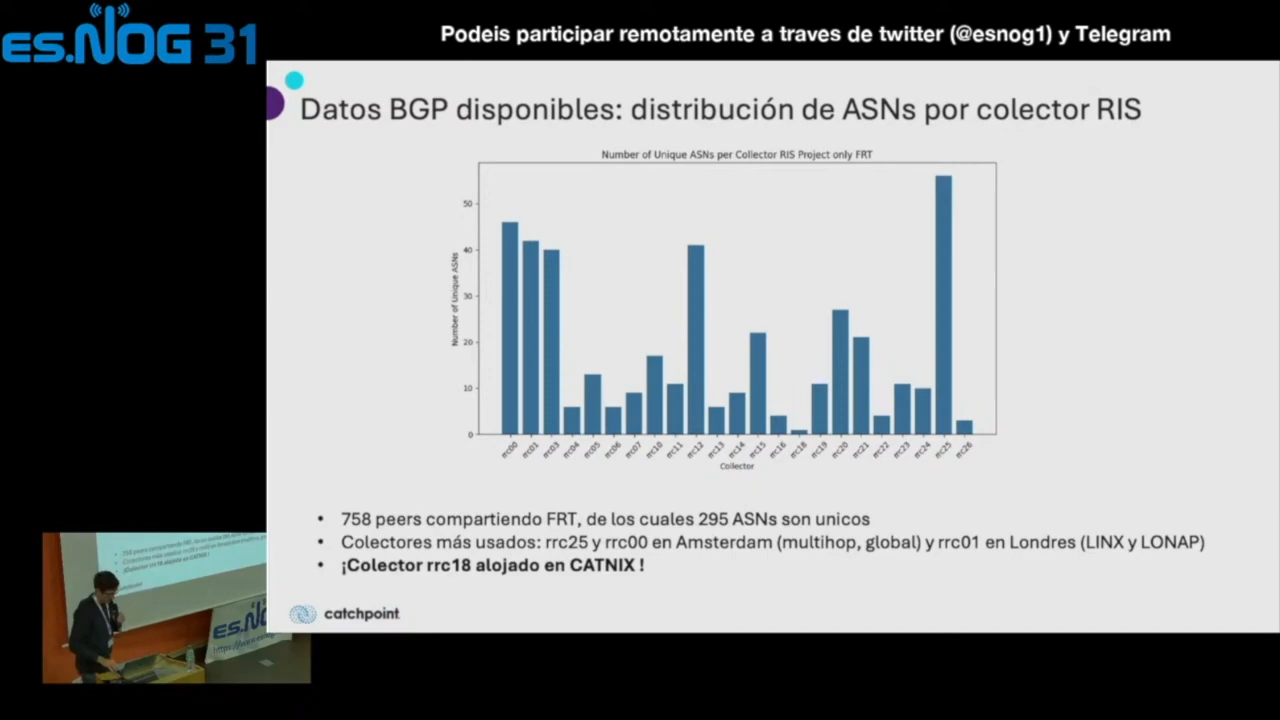 es.NOG 31
Podeis participar remotamente a traves de twitter (@esnog1) y Telegram
Datos BGP disponibles: distribución de ASNs por colector RIS
Number of Unique ASNs per Collector RIS Project only FRT
Number of Unique ASNs
50
40
30
20
10
0
rrc00 rrc01 rrc03 rrc04 rrc05 rrc06 rrc07 rrc10 rrc11 rrc12 rrc13 rrc14 rrc15 rrc16 rrc18 rrc19 rrc20 rrc21 rrc22 rrc23 rrc24 rrc25 rrc26
Collector
• 758 peers compartiendo FRT, de los cuales 295 ASNs son unicos
• Colectores más usados: rrc25 y rrc00 en Amsterdam (multihop, global) y rrc01 en Londres (LINX y LONAP)
• ¡Colector rrc18 alojado en CATNIX !
catchpoint
ES.NO